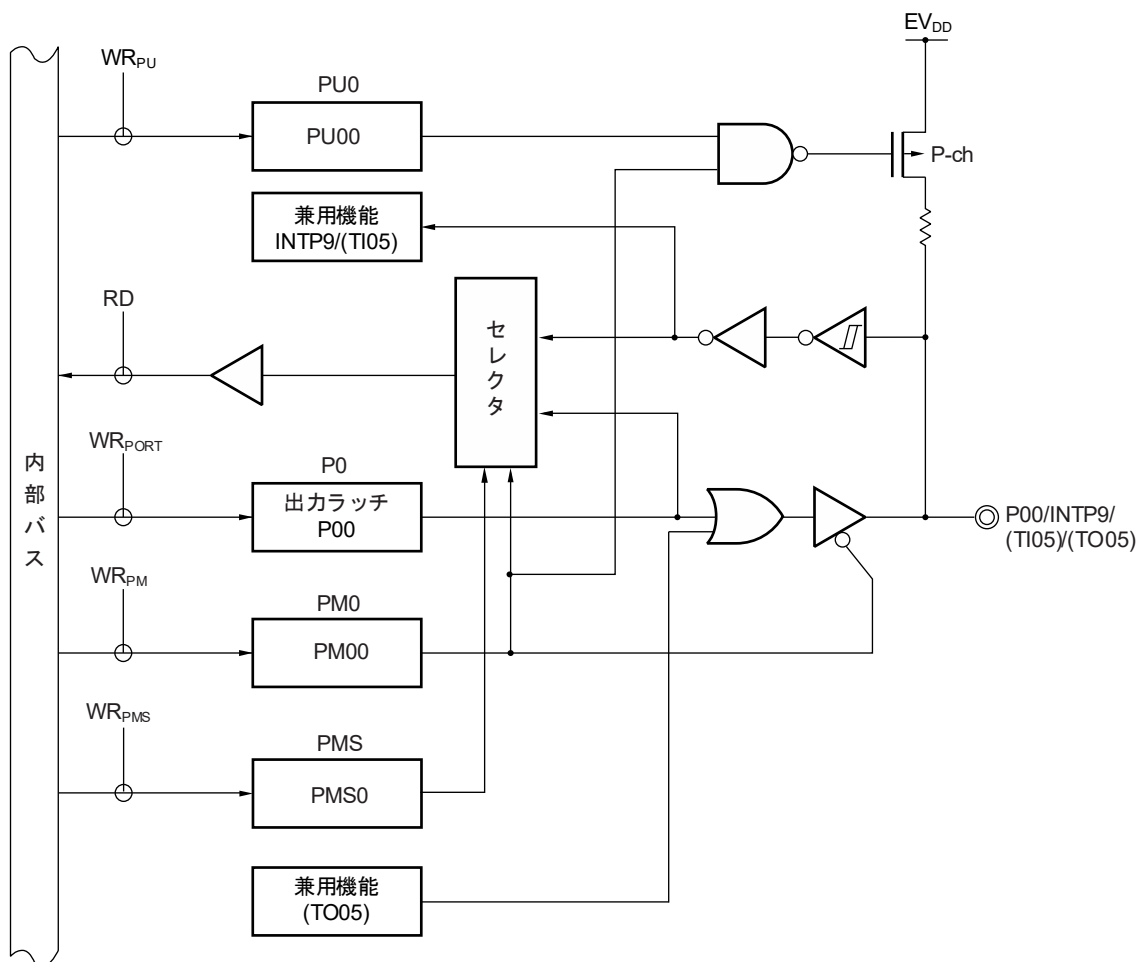 EVDD
WRPU
PU0
PU00
P-ch
兼用機能
INTP9/(TI05)
RD
セレクタ
WRPORT
P0
出力ラッチ
P00
内部バス
P00/INTP9/
(TI05)/(TO05)
WRPM
PM0
PM00
WRPMS
PMS
PMS0
兼用機能
(TO05)